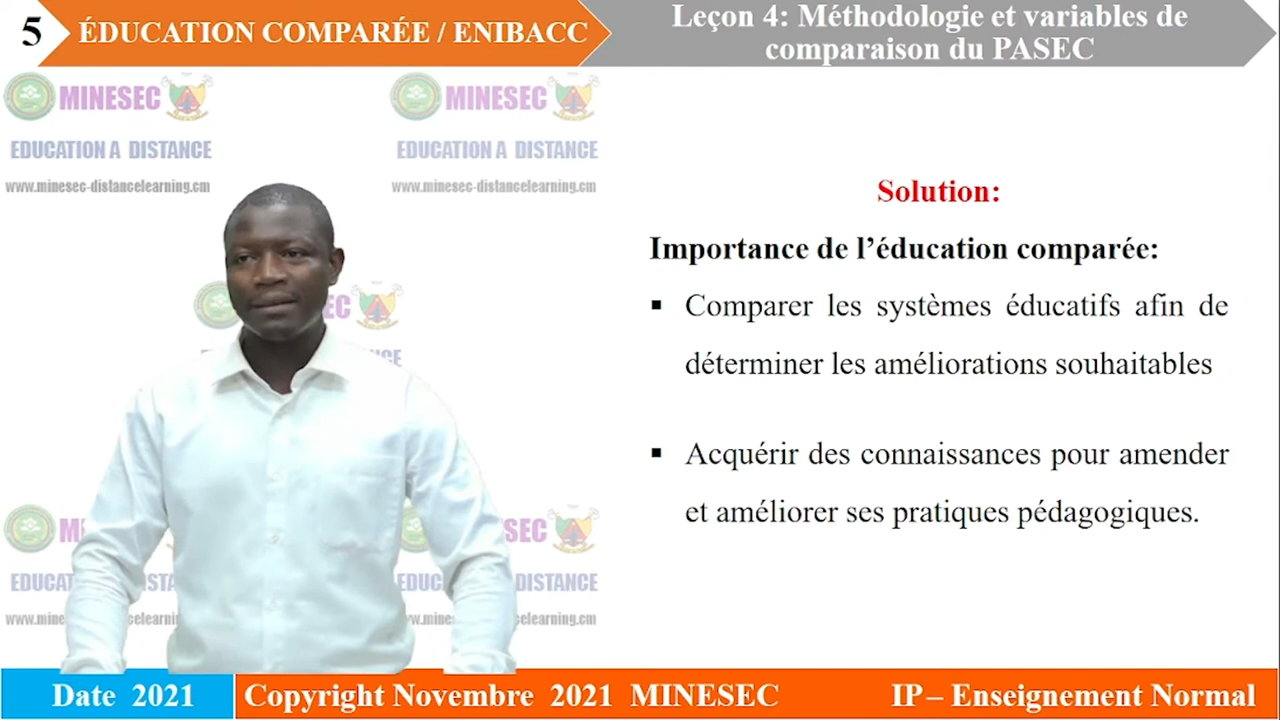 5
ÉDUCATION COMPARÉE / ENIBACC
Leçon 4: Méthodologie et variables de
comparaison du PASEC
MINESEC
MINESEC
EDUCATION A DISTANCE
EDUCATION A DISTANCE
www.minesec-distancelearning.cm
www.minesec-distancelearning.cm
Solution:
Importance de l’éducation comparée:
▪ Comparer les systèmes éducatifs afin de
déterminer les améliorations souhaitables
▪ Acquérir des connaissances pour amender
et améliorer ses pratiques pédagogiques.
DISTANCE
Date 2021
Copyright Novembre 2021 MINESEC
IP – Enseignement Normal